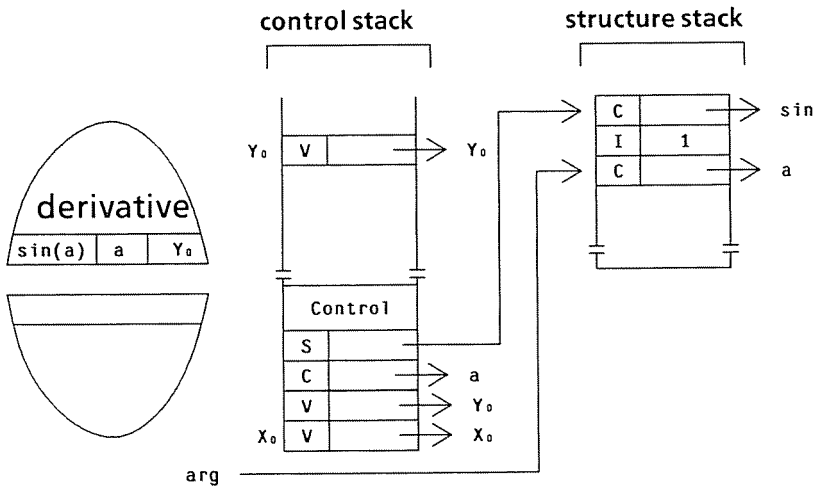 control stack
structure stack
C sin
I 1
C a
Y₀ V Y₀
derivative
sin(a) a Y₀
Control
S
C a
V Y₀
X₀ V X₀
arg